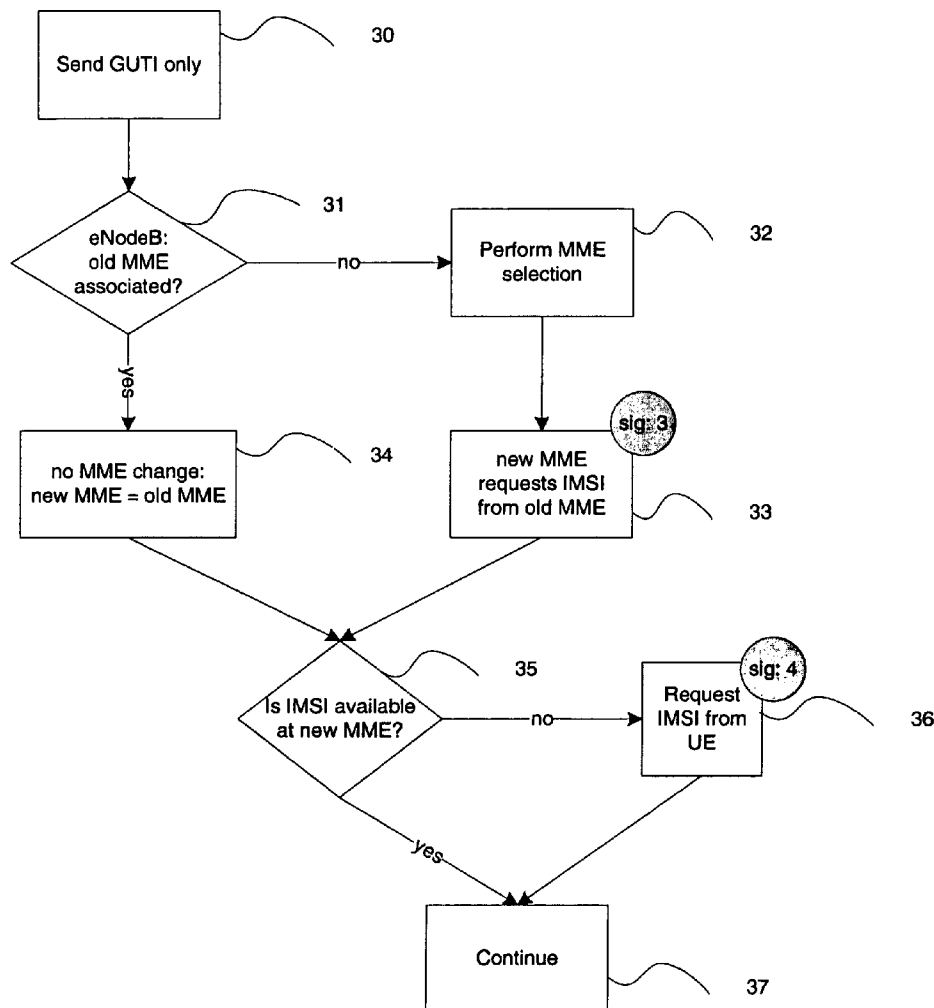 30
Send GUTI only
31
eNodeB:
old MME
associated?
no
32
Perform MME
selection
yes
34
no MME change:
new MME = old MME
sig: 3
new MME
requests IMSI
from old MME
33
35
Is IMSI available
at new MME?
no
sig: 4
Request
IMSI from
UE
36
yes
Continue
37